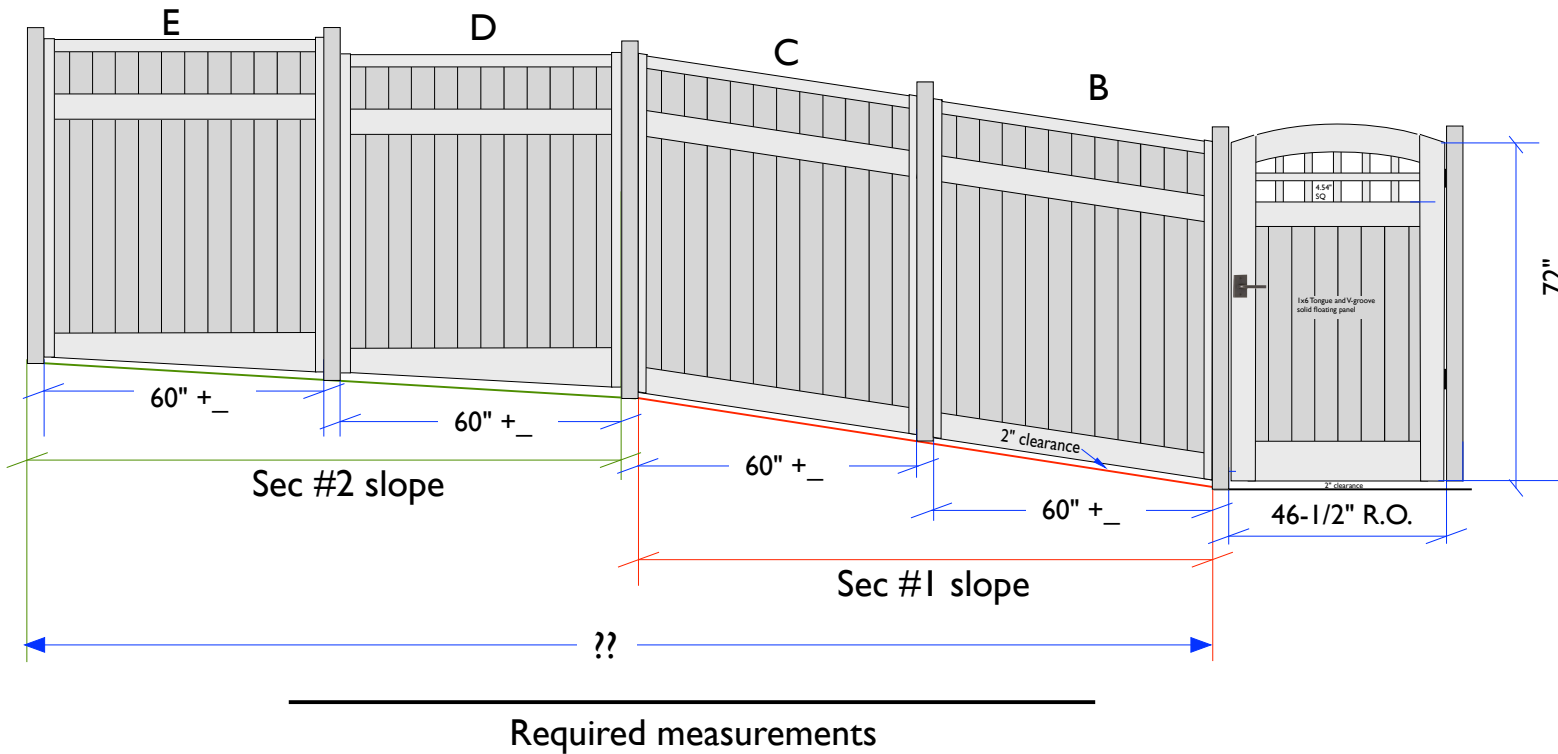 E
D
C
B
4.54"
SQ
72"
1x6 Tongue and V-groove
solid floating panel
60" +_
60" +_
2" clearance
60" +_
Sec #2 slope
2" clearance
60" +_
46-1/2" R.O.
Sec #1 slope
??
Required measurements